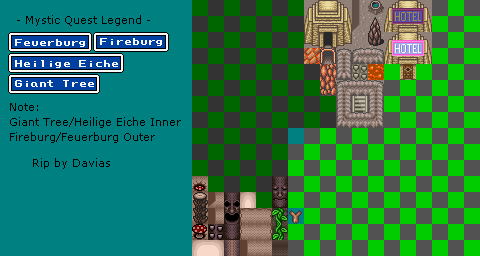 - Mystic Quest Legend -
Feuerburg Fireburg
Heilige Eiche
Giant Tree
Note:
Giant Tree/Heilige Eiche Inner
Fireburg/Feuerburg Outer
Rip by Davias
HOTEL
HOTEL